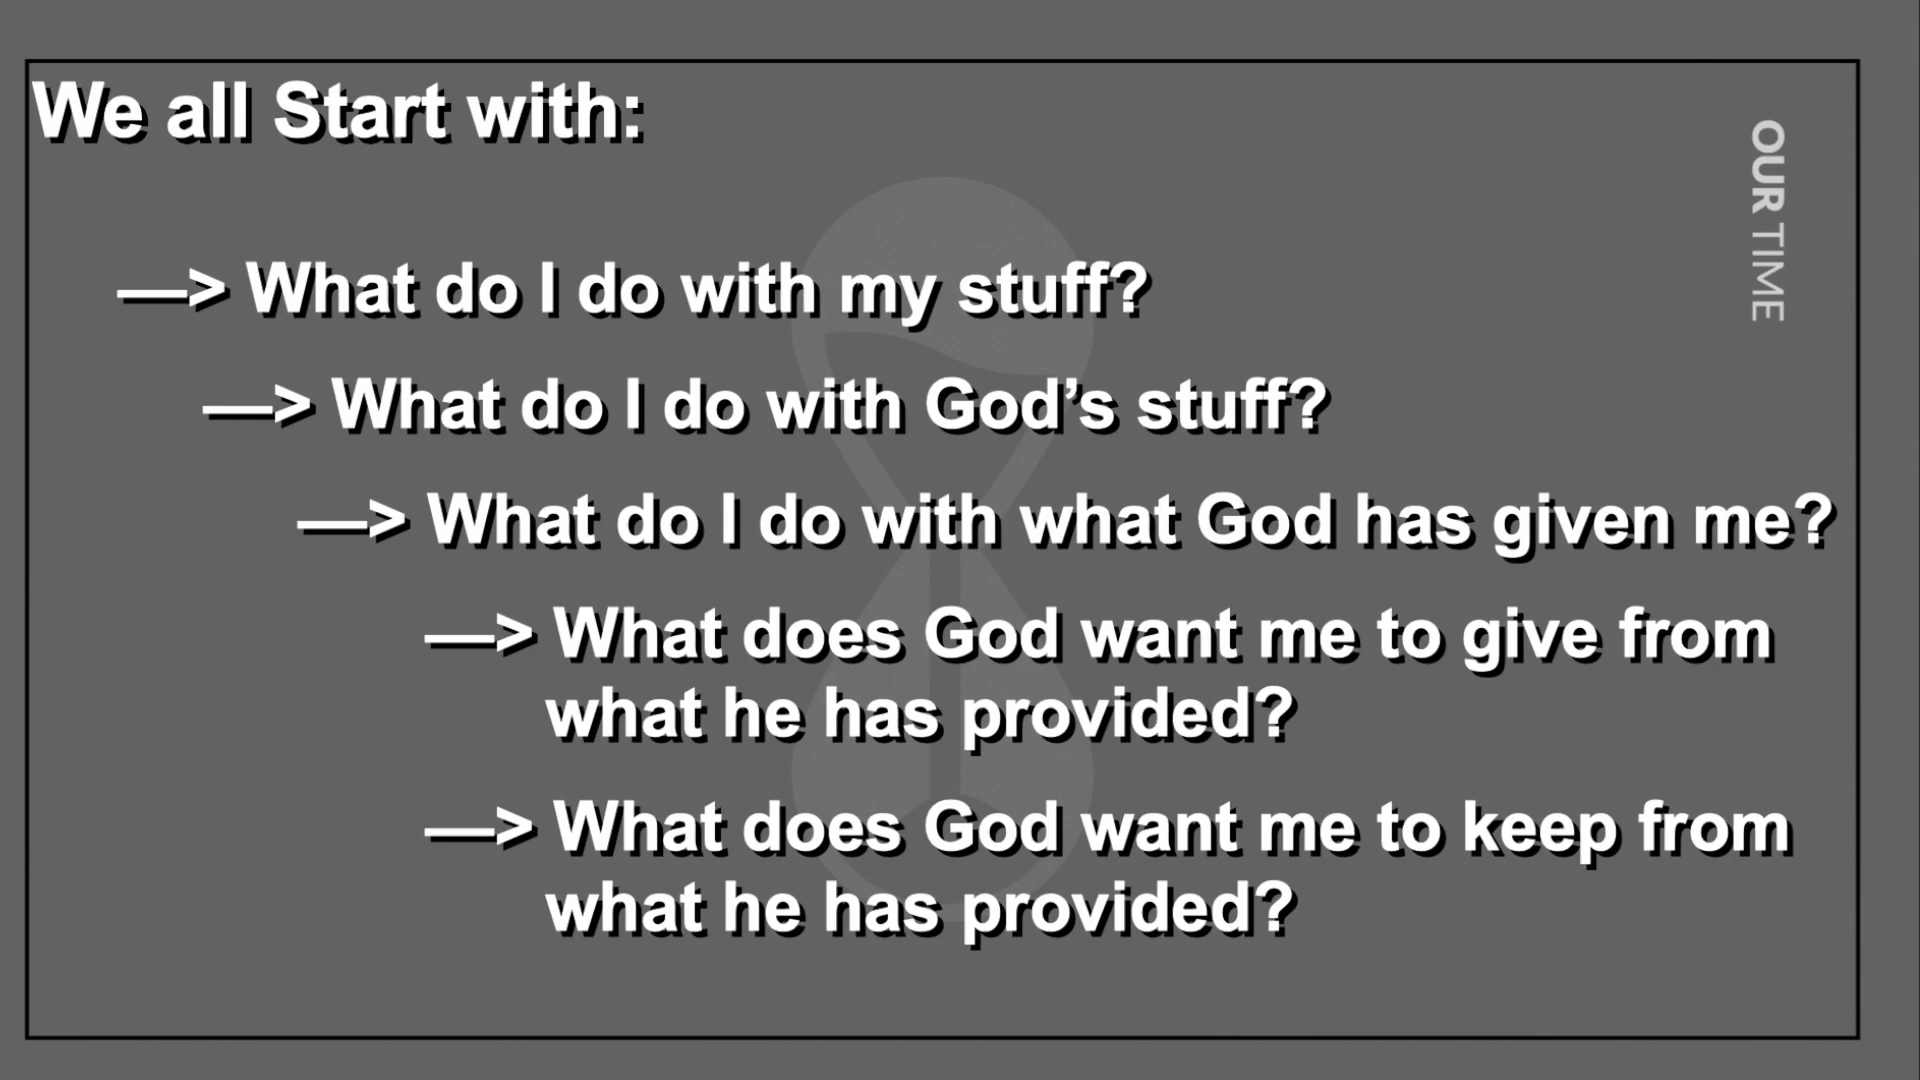 We all Start with:
—> What do I do with my stuff?
—> What do I do with God’s stuff?
—> What do I do with what God has given me?
—> What does God want me to give from
what he has provided?
—> What does God want me to keep from
what he has provided?
OUR TIME